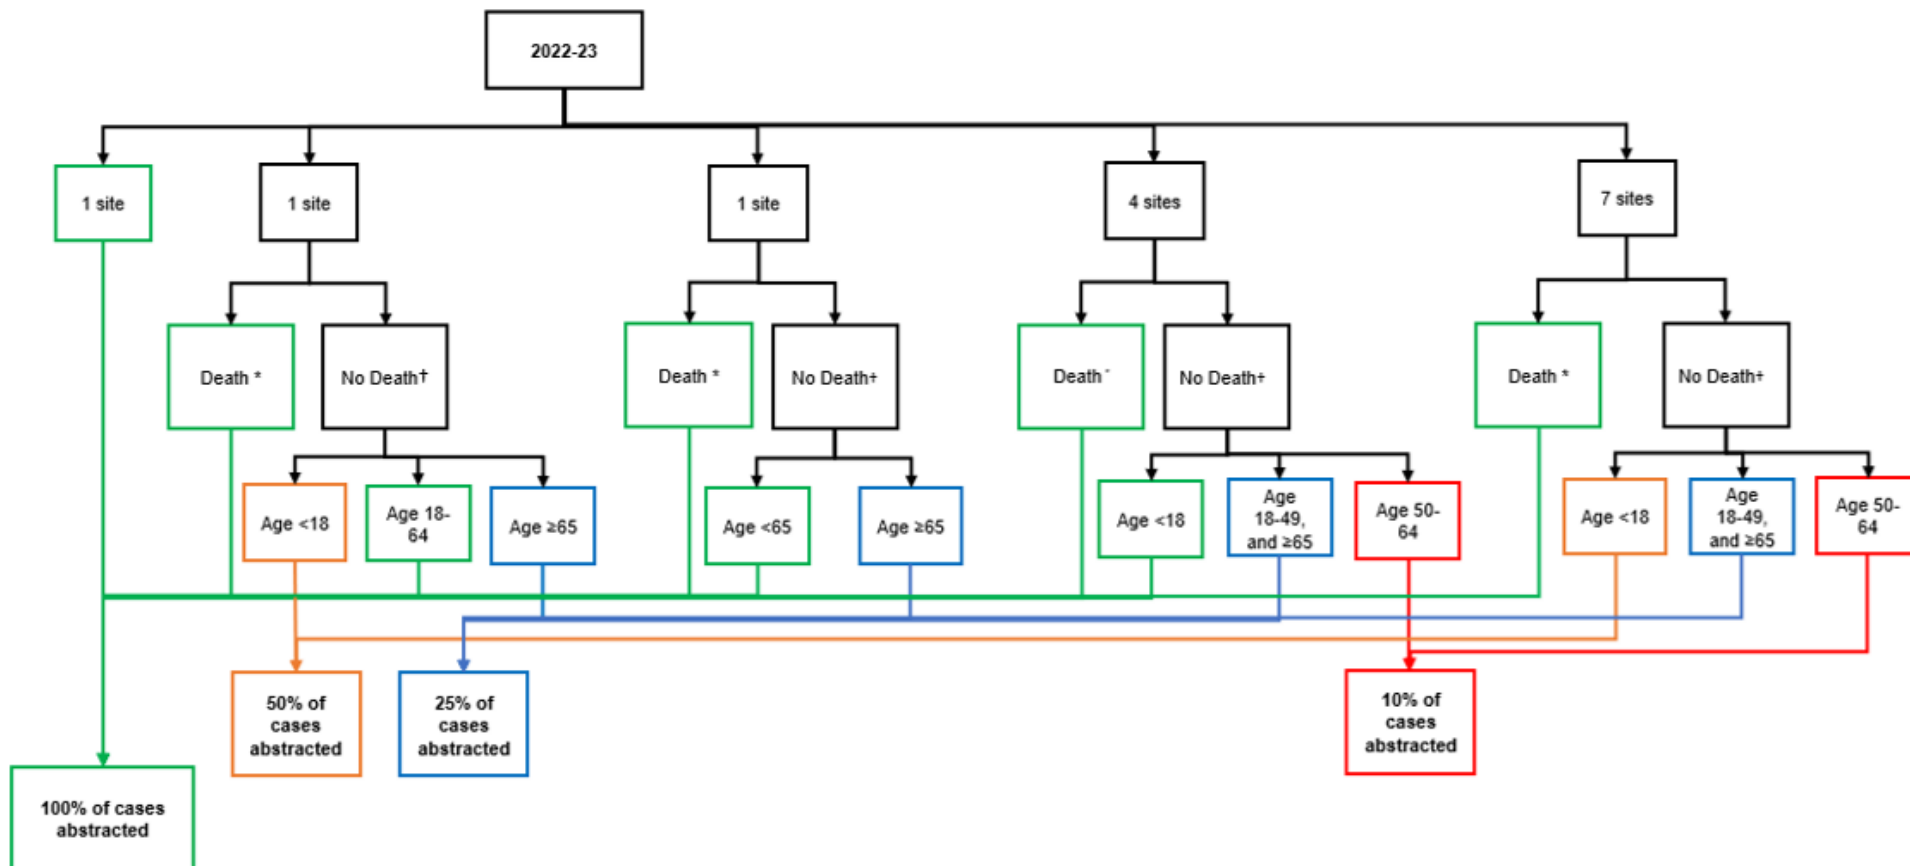 2022-23
1 site
1 site
1 site
4 sites
7 sites
Death *
No Death†
Death *
No Death+
Death *
No Death+
Death *
No Death+
Age <18
Age 18-
64
Age ≥65
Age <65
Age ≥65
Age <18
Age
18-49,
and ≥65
Age 50-
64
Age <18
Age
18-49,
and ≥65
Age 50-
64
50% of
cases
abstracted
25% of
cases
abstracted
10% of
cases
abstracted
100% of cases
abstracted